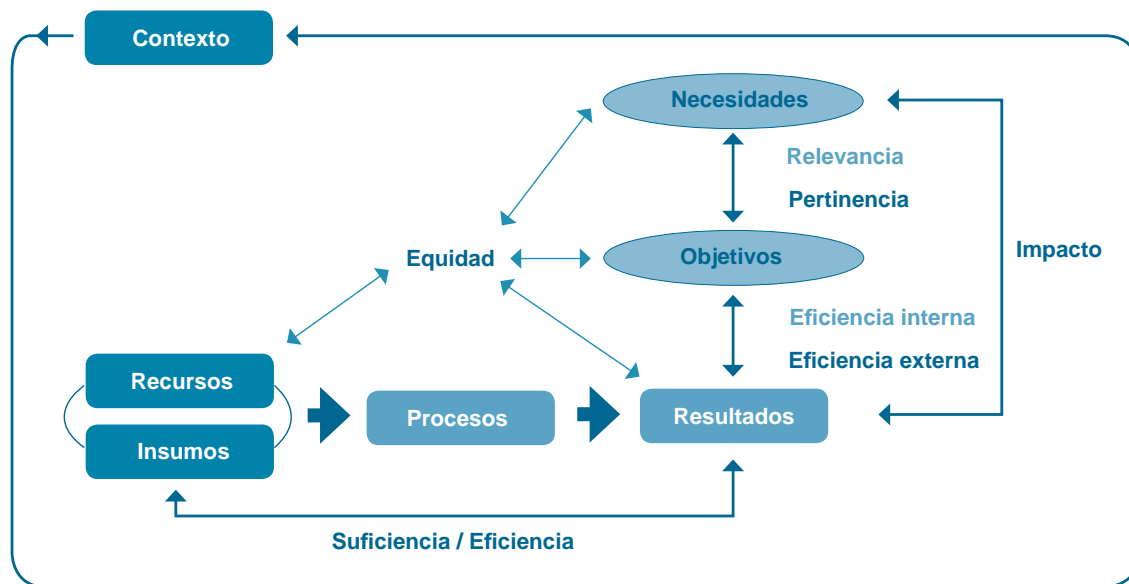 Contexto
Necesidades
Relevancia
Pertinencia
Equidad
Objetivos
Impacto
Eficiencia interna
Eficiencia externa
Recursos
Procesos
Resultados
Insumos
Suficiencia / Eficiencia